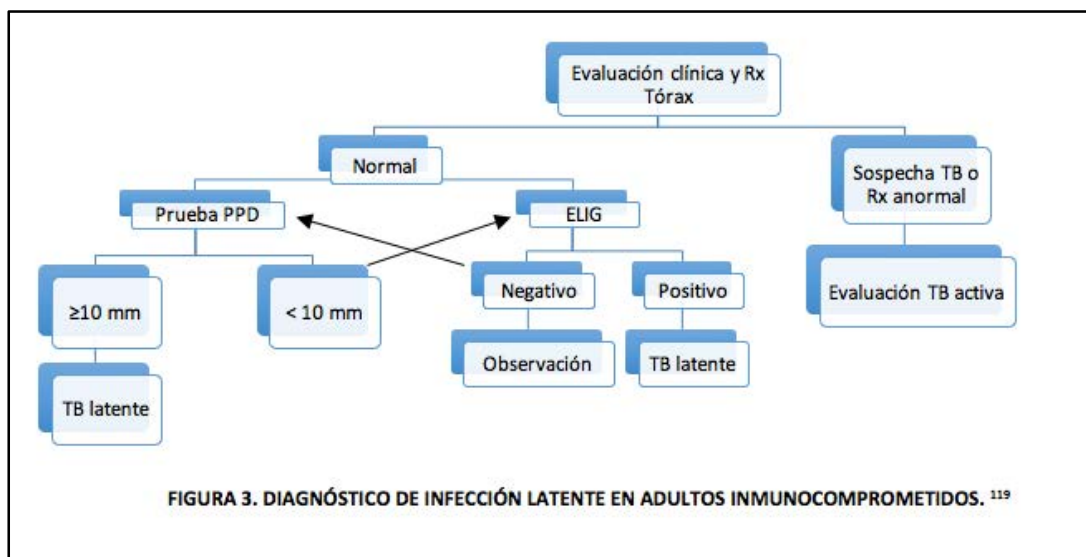 Evaluación clínica y Rx
Tórax
Normal
Sospecha TB o
Rx anormal
Prueba PPD
ELIG
≥10 mm
< 10 mm
Negativo
Positivo
Evaluación TB activa
TB latente
Observación
TB latente
FIGURA 3. DIAGNÓSTICO DE INFECCIÓN LATENTE EN ADULTOS INMUNOCOMPROMETIDOS. 119